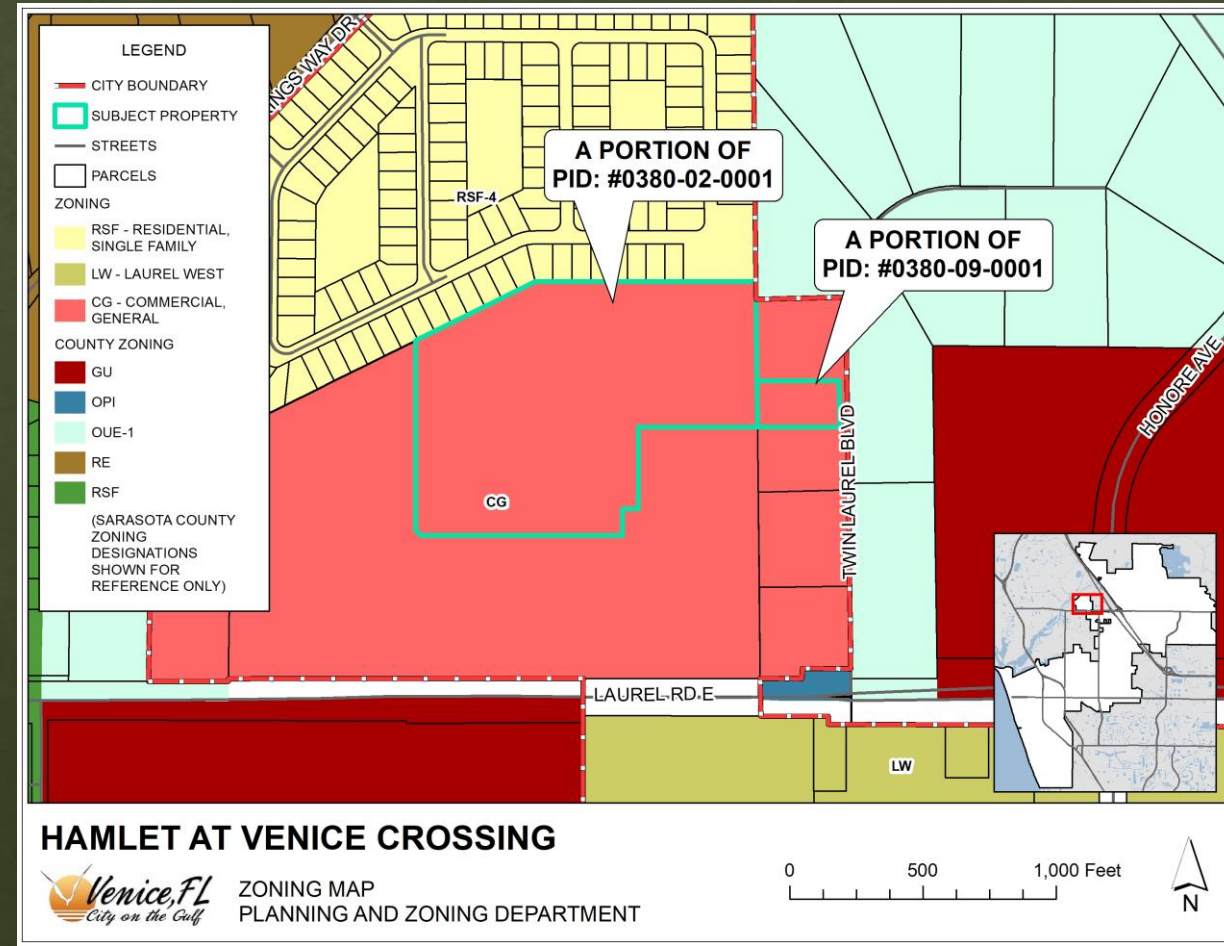 LEGEND
CITY BOUNDARY
SUBJECT PROPERTY
STREETS
PARCELS
ZONING
RSF - RESIDENTIAL,
SINGLE FAMILY
LW - LAUREL WEST
CG - COMMERCIAL,
GENERAL
COUNTY ZONING
GU
OPI
OUE-1
RE
RSF
(SARASOTA COUNTY
ZONING
DESIGNATIONS
SHOWN FOR
REFERENCE ONLY)
INGS WAY DR
RSF-4
A PORTION OF
PID: #0380-02-0001
A PORTION OF
PID: #0380-09-0001
HONORE AVE
TWIN LAUREL BLVD
CG
LAUREL RD E
LW
HAMLET AT VENICE CROSSING
Venice, FL
City on the Gulf
ZONING MAP
PLANNING AND ZONING DEPARTMENT
0 500 1,000 Feet
N